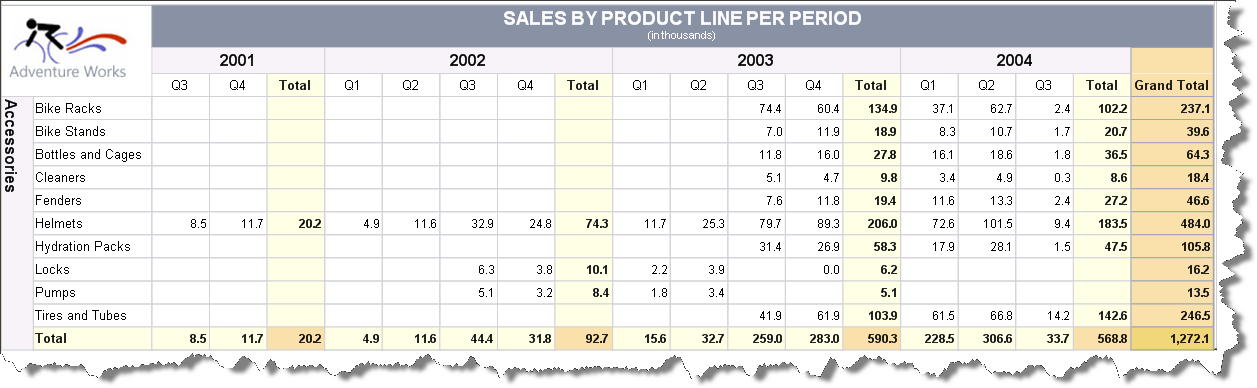 SALES BY PRODUCT LINE PER PERIOD
(in thousands)
Adventure Works
2001 2002 2003 2004
Q3 Q4 Total Q1 Q2 Q3 Q4 Total Q1 Q2 Q3 Q4 Total Q1 Q2 Q3 Total Grand Total
Accessories
Bike Racks 74.4 60.4 134.9 37.1 62.7 2.4 102.2 237.1
Bike Stands 7.0 11.9 18.9 8.3 10.7 1.7 20.7 39.6
Bottles and Cages 11.8 16.0 27.8 16.1 18.6 1.8 36.5 64.3
Cleaners 5.1 4.7 9.8 3.4 4.9 0.3 8.6 18.4
Fenders 7.6 11.8 19.4 11.6 13.3 2.4 27.2 46.6
Helmets 8.5 11.7 20.2 4.9 11.6 32.9 24.8 74.3 11.7 25.3 79.7 89.3 206.0 72.6 101.5 9.4 183.5 484.0
Hydration Packs 31.4 26.9 58.3 17.9 28.1 1.5 47.5 105.8
Locks 6.3 3.8 10.1 2.2 3.9 0.0 6.2 16.2
Pumps 5.1 3.2 8.4 1.8 3.4 5.1 13.5
Tires and Tubes 41.9 61.9 103.9 61.5 66.8 14.2 142.6 246.5
Total 8.5 11.7 20.2 4.9 11.6 44.4 31.8 92.7 15.6 32.7 259.0 283.0 590.3 228.5 306.6 33.7 568.8 1,272.1